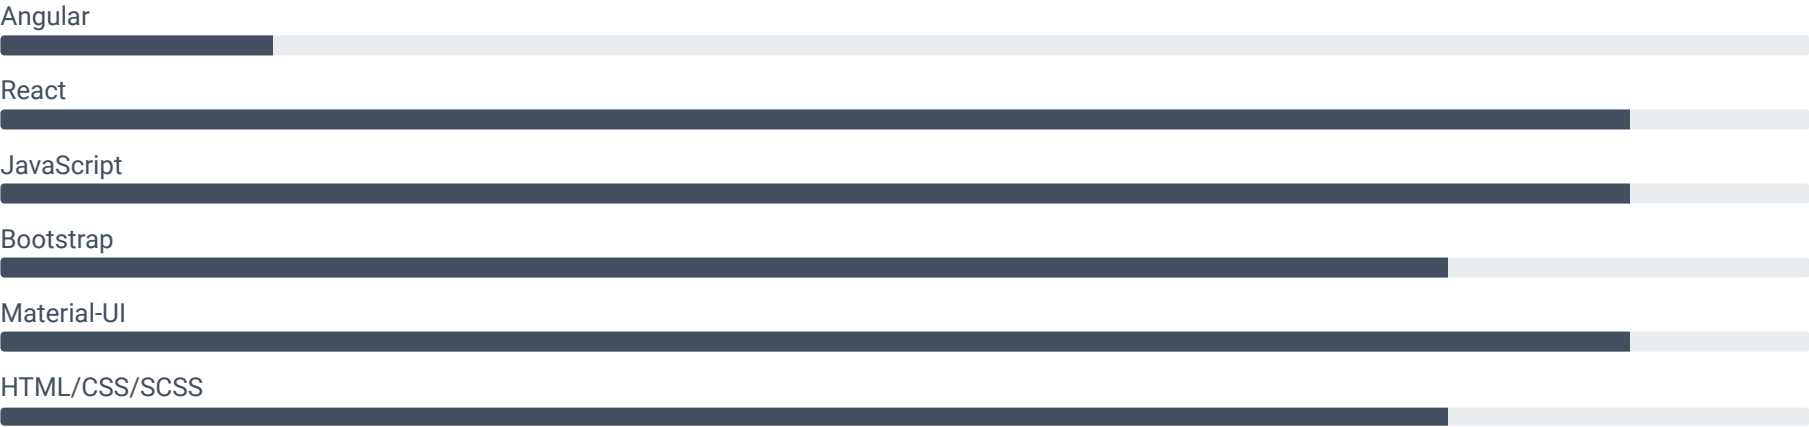 Angular
React
JavaScript
Bootstrap
Material-UI
HTML/CSS/SCSS